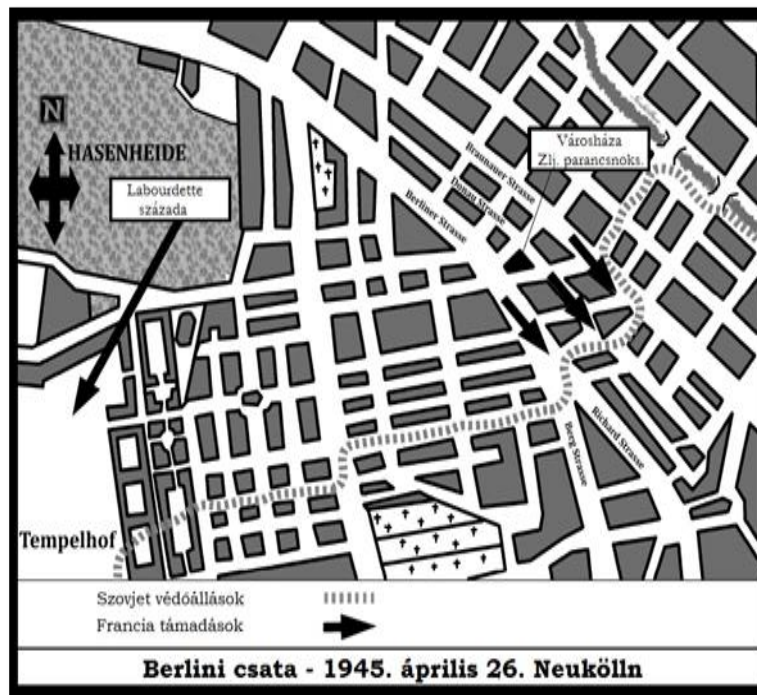 N
HASENHEIDE
Labourdette
százada
Városháza
Zlj. parancsnoks.
Braunauer Strasse
Donau Strasse
Berliner Strasse
Richard Strasse
Berg Strasse
Tempelhof
Szovjet védőállások
Francia támadások
Berlini csata - 1945. április 26. Neukölln